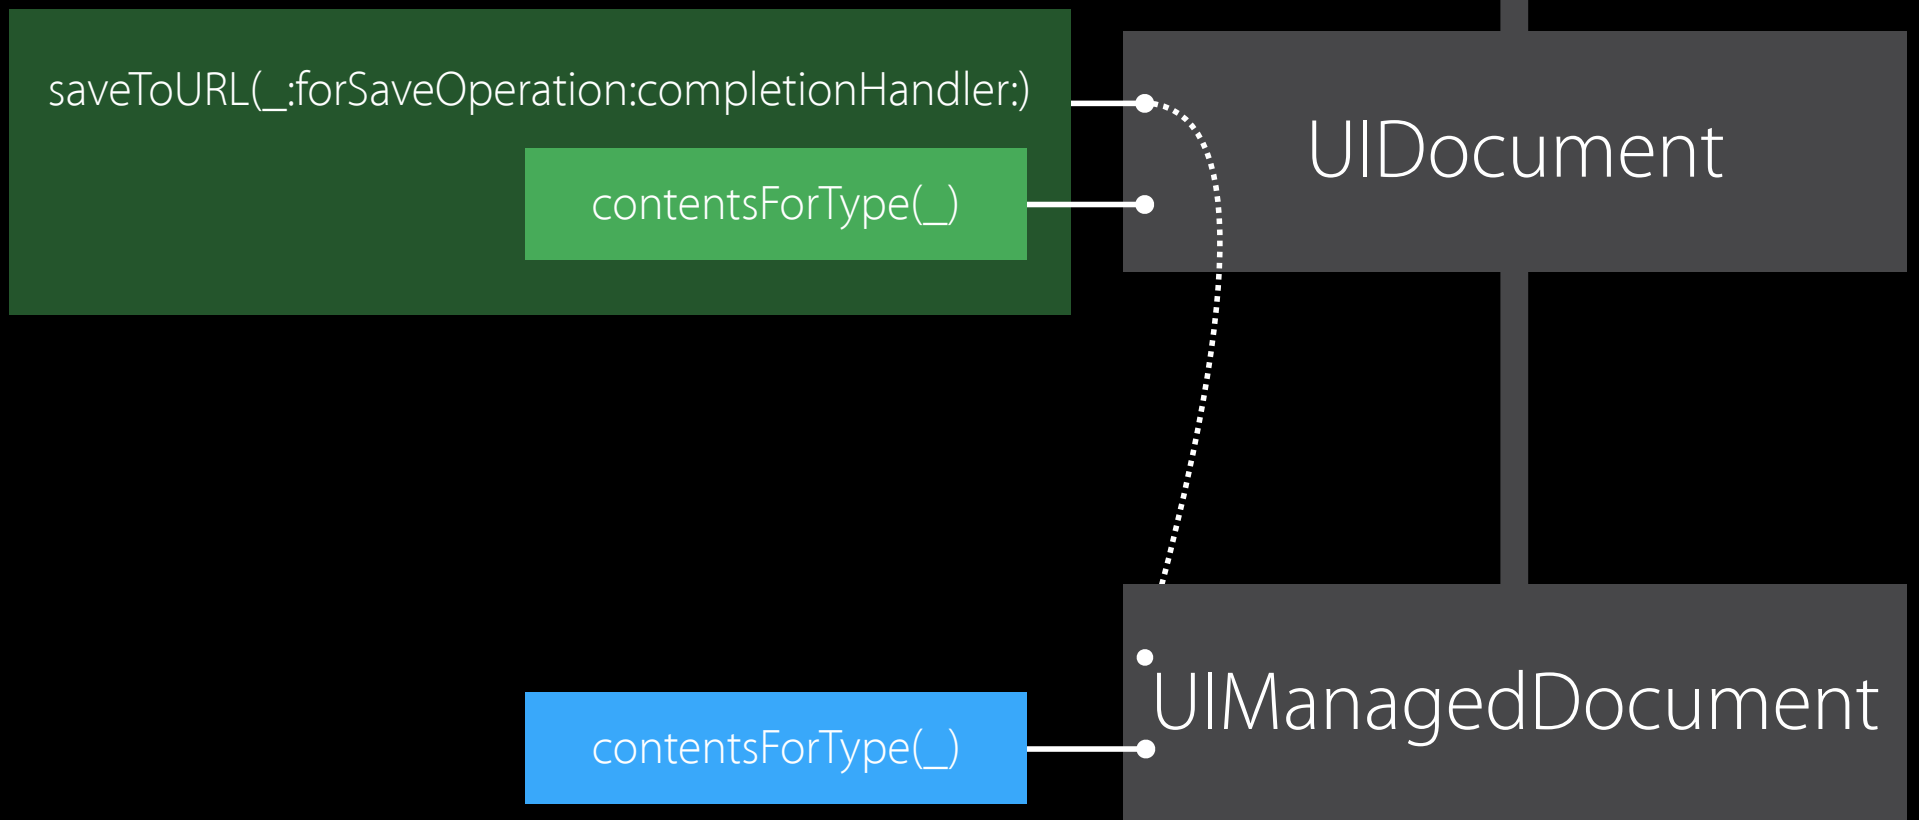 saveToURL(_:forSaveOperation:completionHandler:)
UIDocument
contentsForType(_)
UIManagedDocument
contentsForType(_)